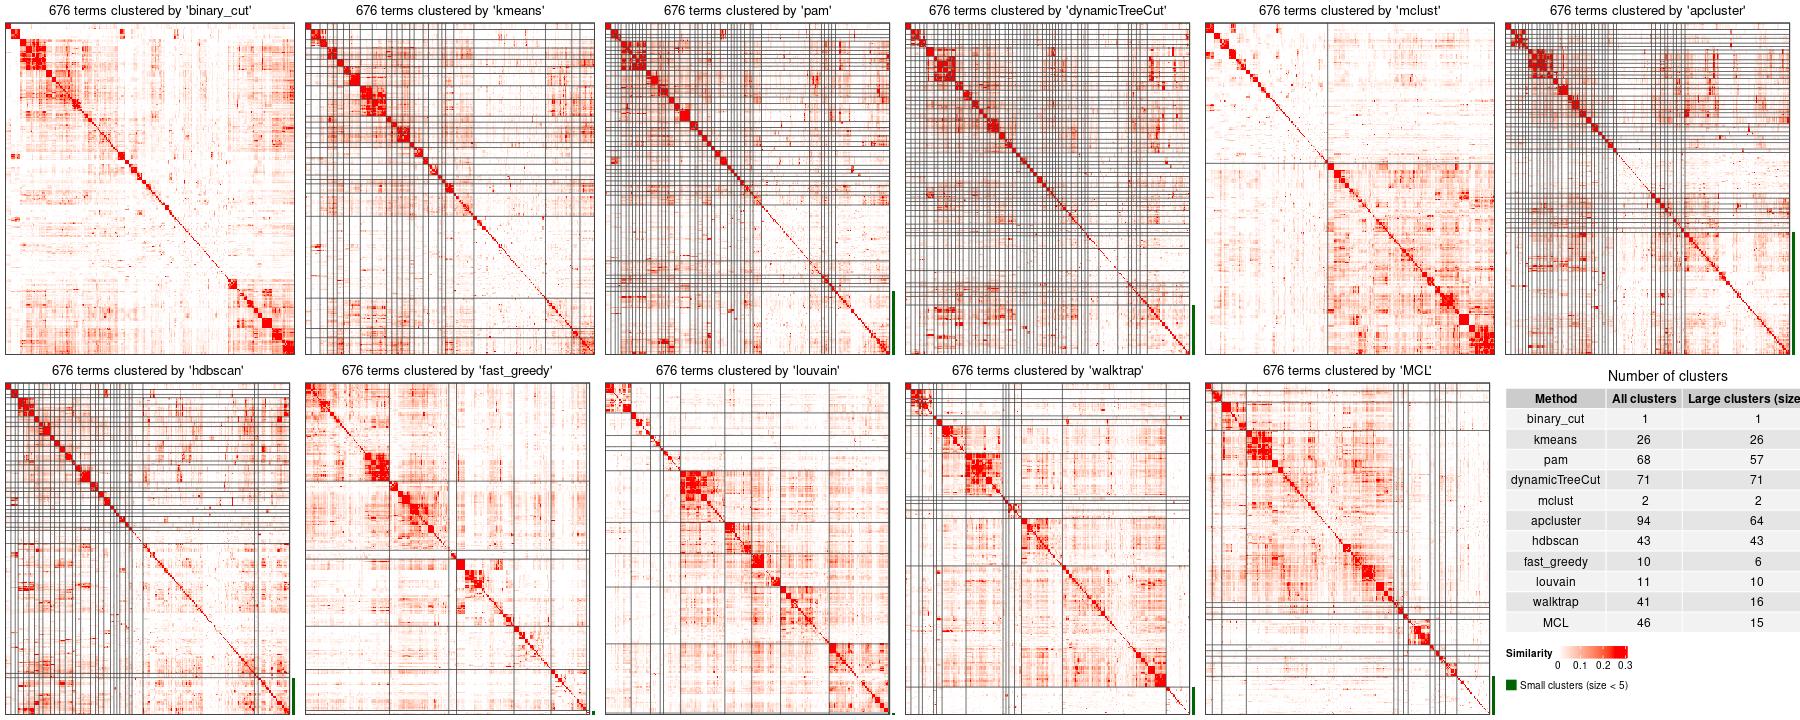 676 terms clustered by 'binary_cut'
676 terms clustered by 'kmeans'
676 terms clustered by 'pam'
676 terms clustered by 'dynamicTreeCut'
676 terms clustered by 'mclust'
676 terms clustered by 'apcluster'
676 terms clustered by 'hdbscan'
676 terms clustered by 'fast_greedy'
676 terms clustered by 'louvain'
676 terms clustered by 'walktrap'
676 terms clustered by 'MCL'
Number of clusters
Method All clusters Large clusters (size
binary_cut 1 1
kmeans 26 26
pam 68 57
dynamicTreeCut 71 71
mclust 2 2
apcluster 94 64
hdbscan 43 43
fast_greedy 10 6
louvain 11 10
walktrap 41 16
MCL 46 15
Similarity
0 0.1 0.2 0.3
Small clusters (size < 5)